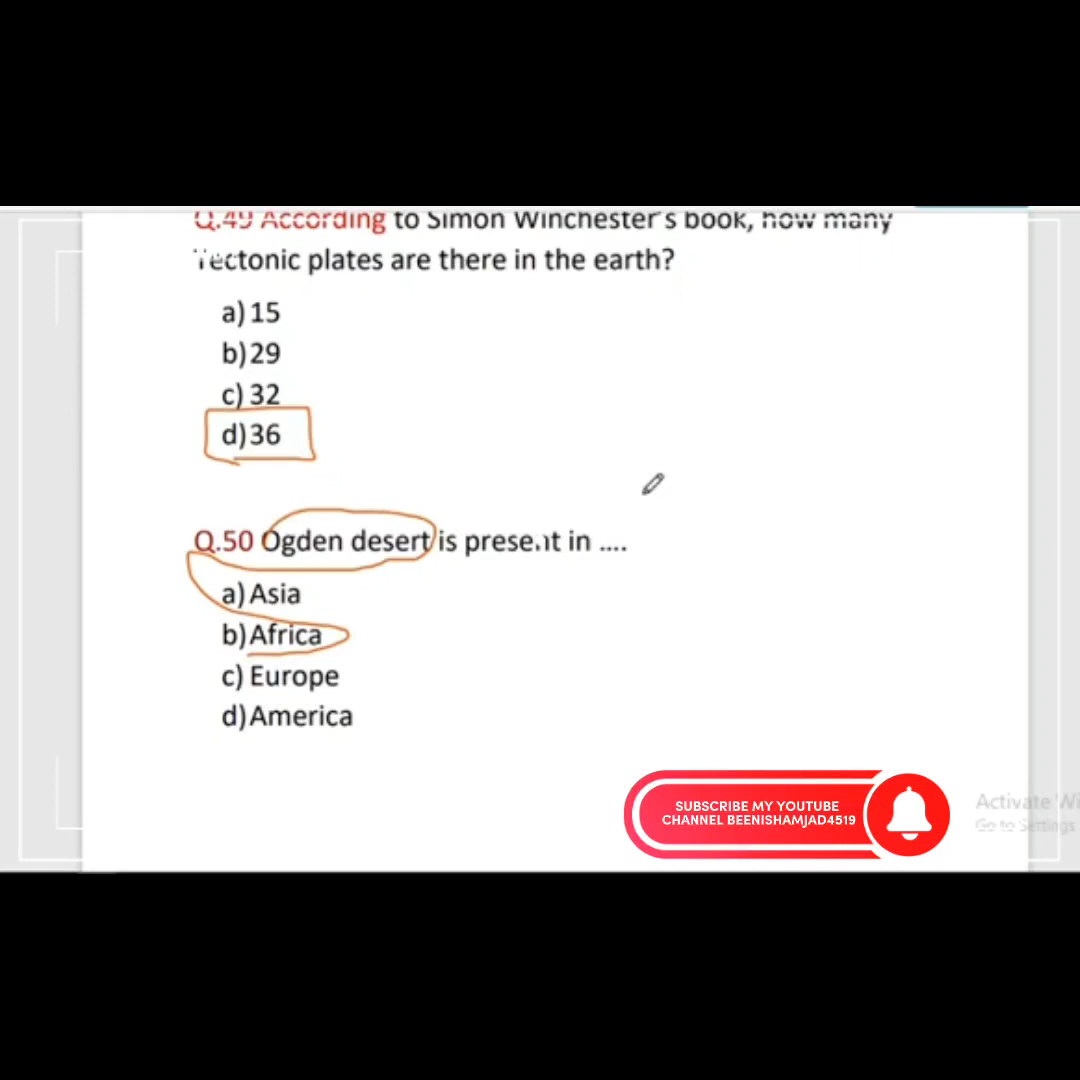 Q.49 According to Simon Winchester's book, how many
Tectonic plates are there in the earth?
a) 15
b) 29
c) 32
d) 36
Q.50 Ogden desert is present in ....
a) Asia
b) Africa
c) Europe
d) America
SUBSCRIBE MY YOUTUBE
CHANNEL BEENISHAMJAD4519
Activate Wi
Go to Settings